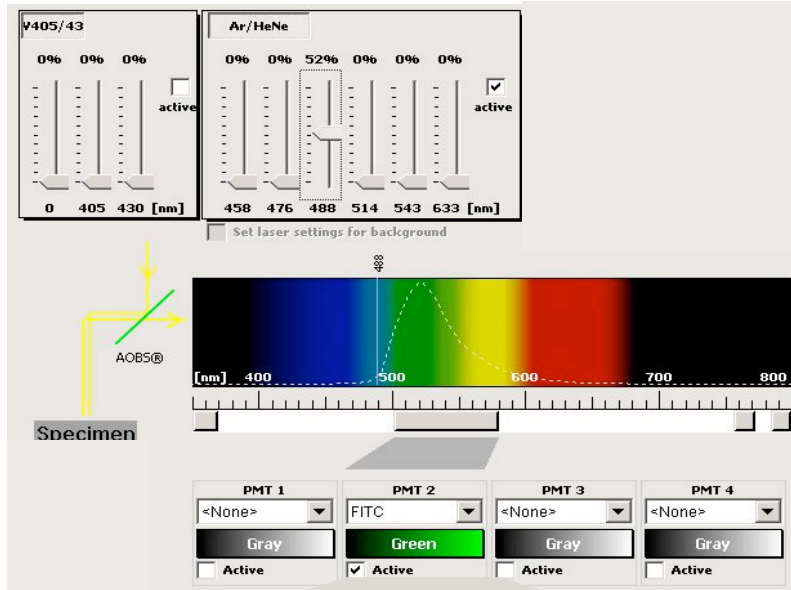 V405/43
Ar/HeNe
0% 0% 0%
0% 0% 52% 0% 0% 0%
active
active
0 405 430 [nm]
458 476 488 514 543 633 [nm]
Set laser settings for background
488
AOBS®
[nm] 400 500 600 700 800
Specimen
PMT 1 PMT 2 PMT 3 PMT 4
<None> FITC <None> <None>
Gray Green Gray Gray
Active Active Active Active